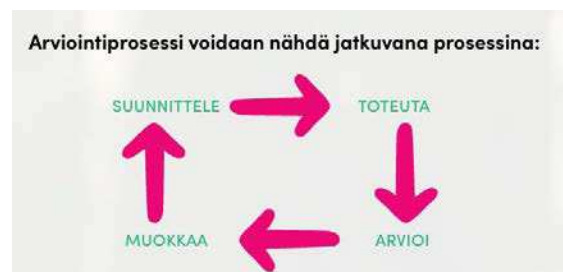 Arviointiprosessi voidaan nähdä jatkuvana prosessina:
SUUNNITTELE TOTEUTA
MUOKKAA ARVIOI